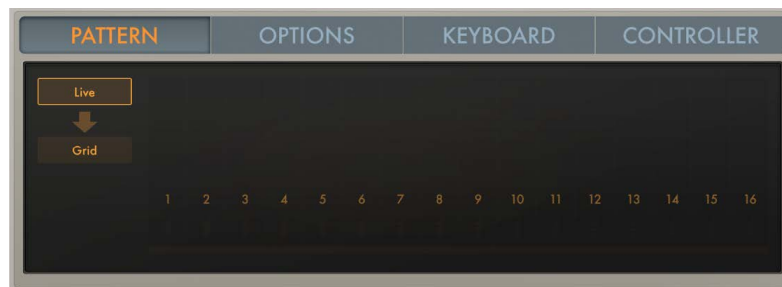 PATTERN OPTIONS KEYBOARD CONTROLLER
Live
Grid
1 2 3 4 5 6 7 8 9 10 11 12 13 14 15 16